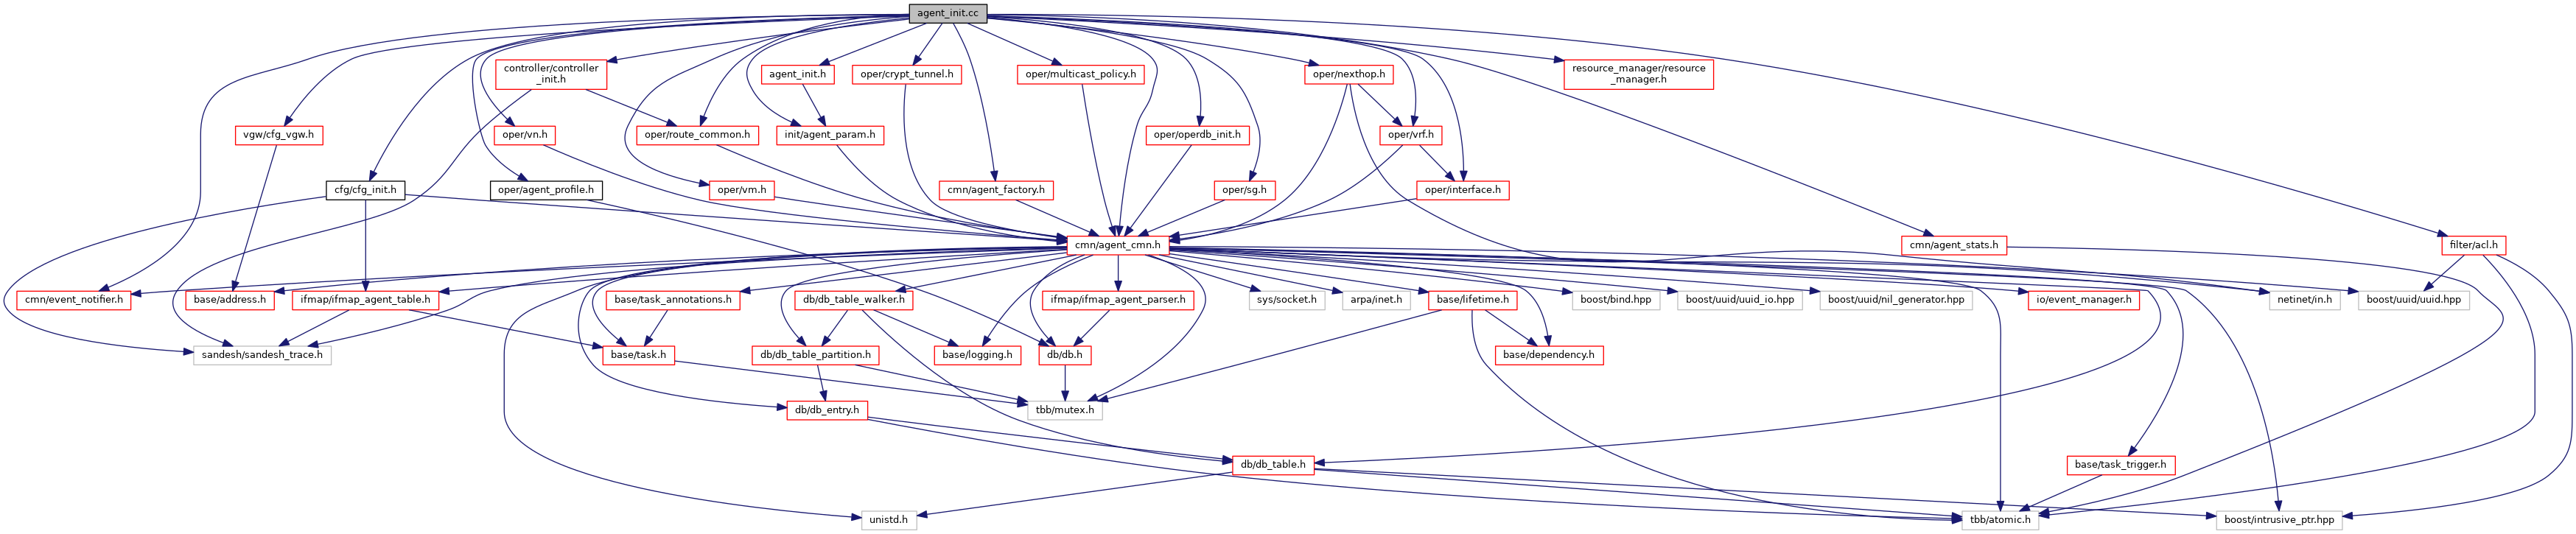 agent_init.cc
controller/controller
_init.h
agent_init.h
oper/crypt_tunnel.h
oper/multicast_policy.h
oper/nexthop.h
resource_manager/resource
_manager.h
vgw/cfg_vgw.h
oper/vn.h
oper/route_common.h
init/agent_param.h
oper/operdb_init.h
oper/vrf.h
cfg/cfg_init.h
oper/agent_profile.h
oper/vm.h
cmn/agent_factory.h
oper/sg.h
oper/interface.h
cmn/agent_cmn.h
cmn/agent_stats.h
filter/acl.h
cmn/event_notifier.h
base/address.h
ifmap/ifmap_agent_table.h
base/task_annotations.h
db/db_table_walker.h
ifmap/ifmap_agent_parser.h
sys/socket.h
arpa/inet.h
base/lifetime.h
boost/bind.hpp
boost/uuid/uuid_io.hpp
boost/uuid/nil_generator.hpp
io/event_manager.h
netinet/in.h
boost/uuid/uuid.hpp
sandesh/sandesh_trace.h
base/task.h
db/db_table_partition.h
base/logging.h
db/db.h
base/dependency.h
db/db_entry.h
tbb/mutex.h
db/db_table.h
base/task_trigger.h
unistd.h
tbb/atomic.h
boost/intrusive_ptr.hpp